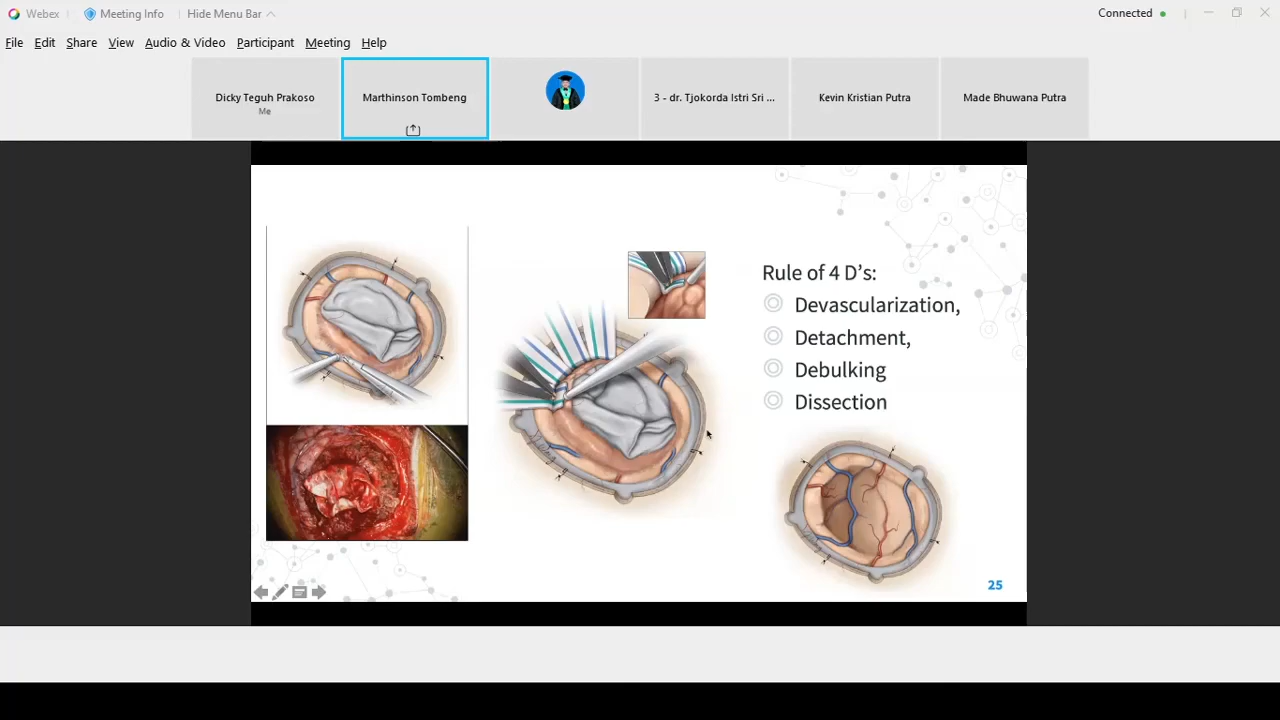 Webex
Meeting Info
Hide Menu Bar
Connected
File Edit Share View Audio & Video Participant Meeting Help
Dicky Teguh Prakoso
Me
Marthinson Tombeng
3 - dr. Tjokorda Istri Sri ...
Kevin Kristian Putra
Made Bhuwana Putra
Rule of 4 D’s:
Devascularization,
Detachment,
Debulking
Dissection
25